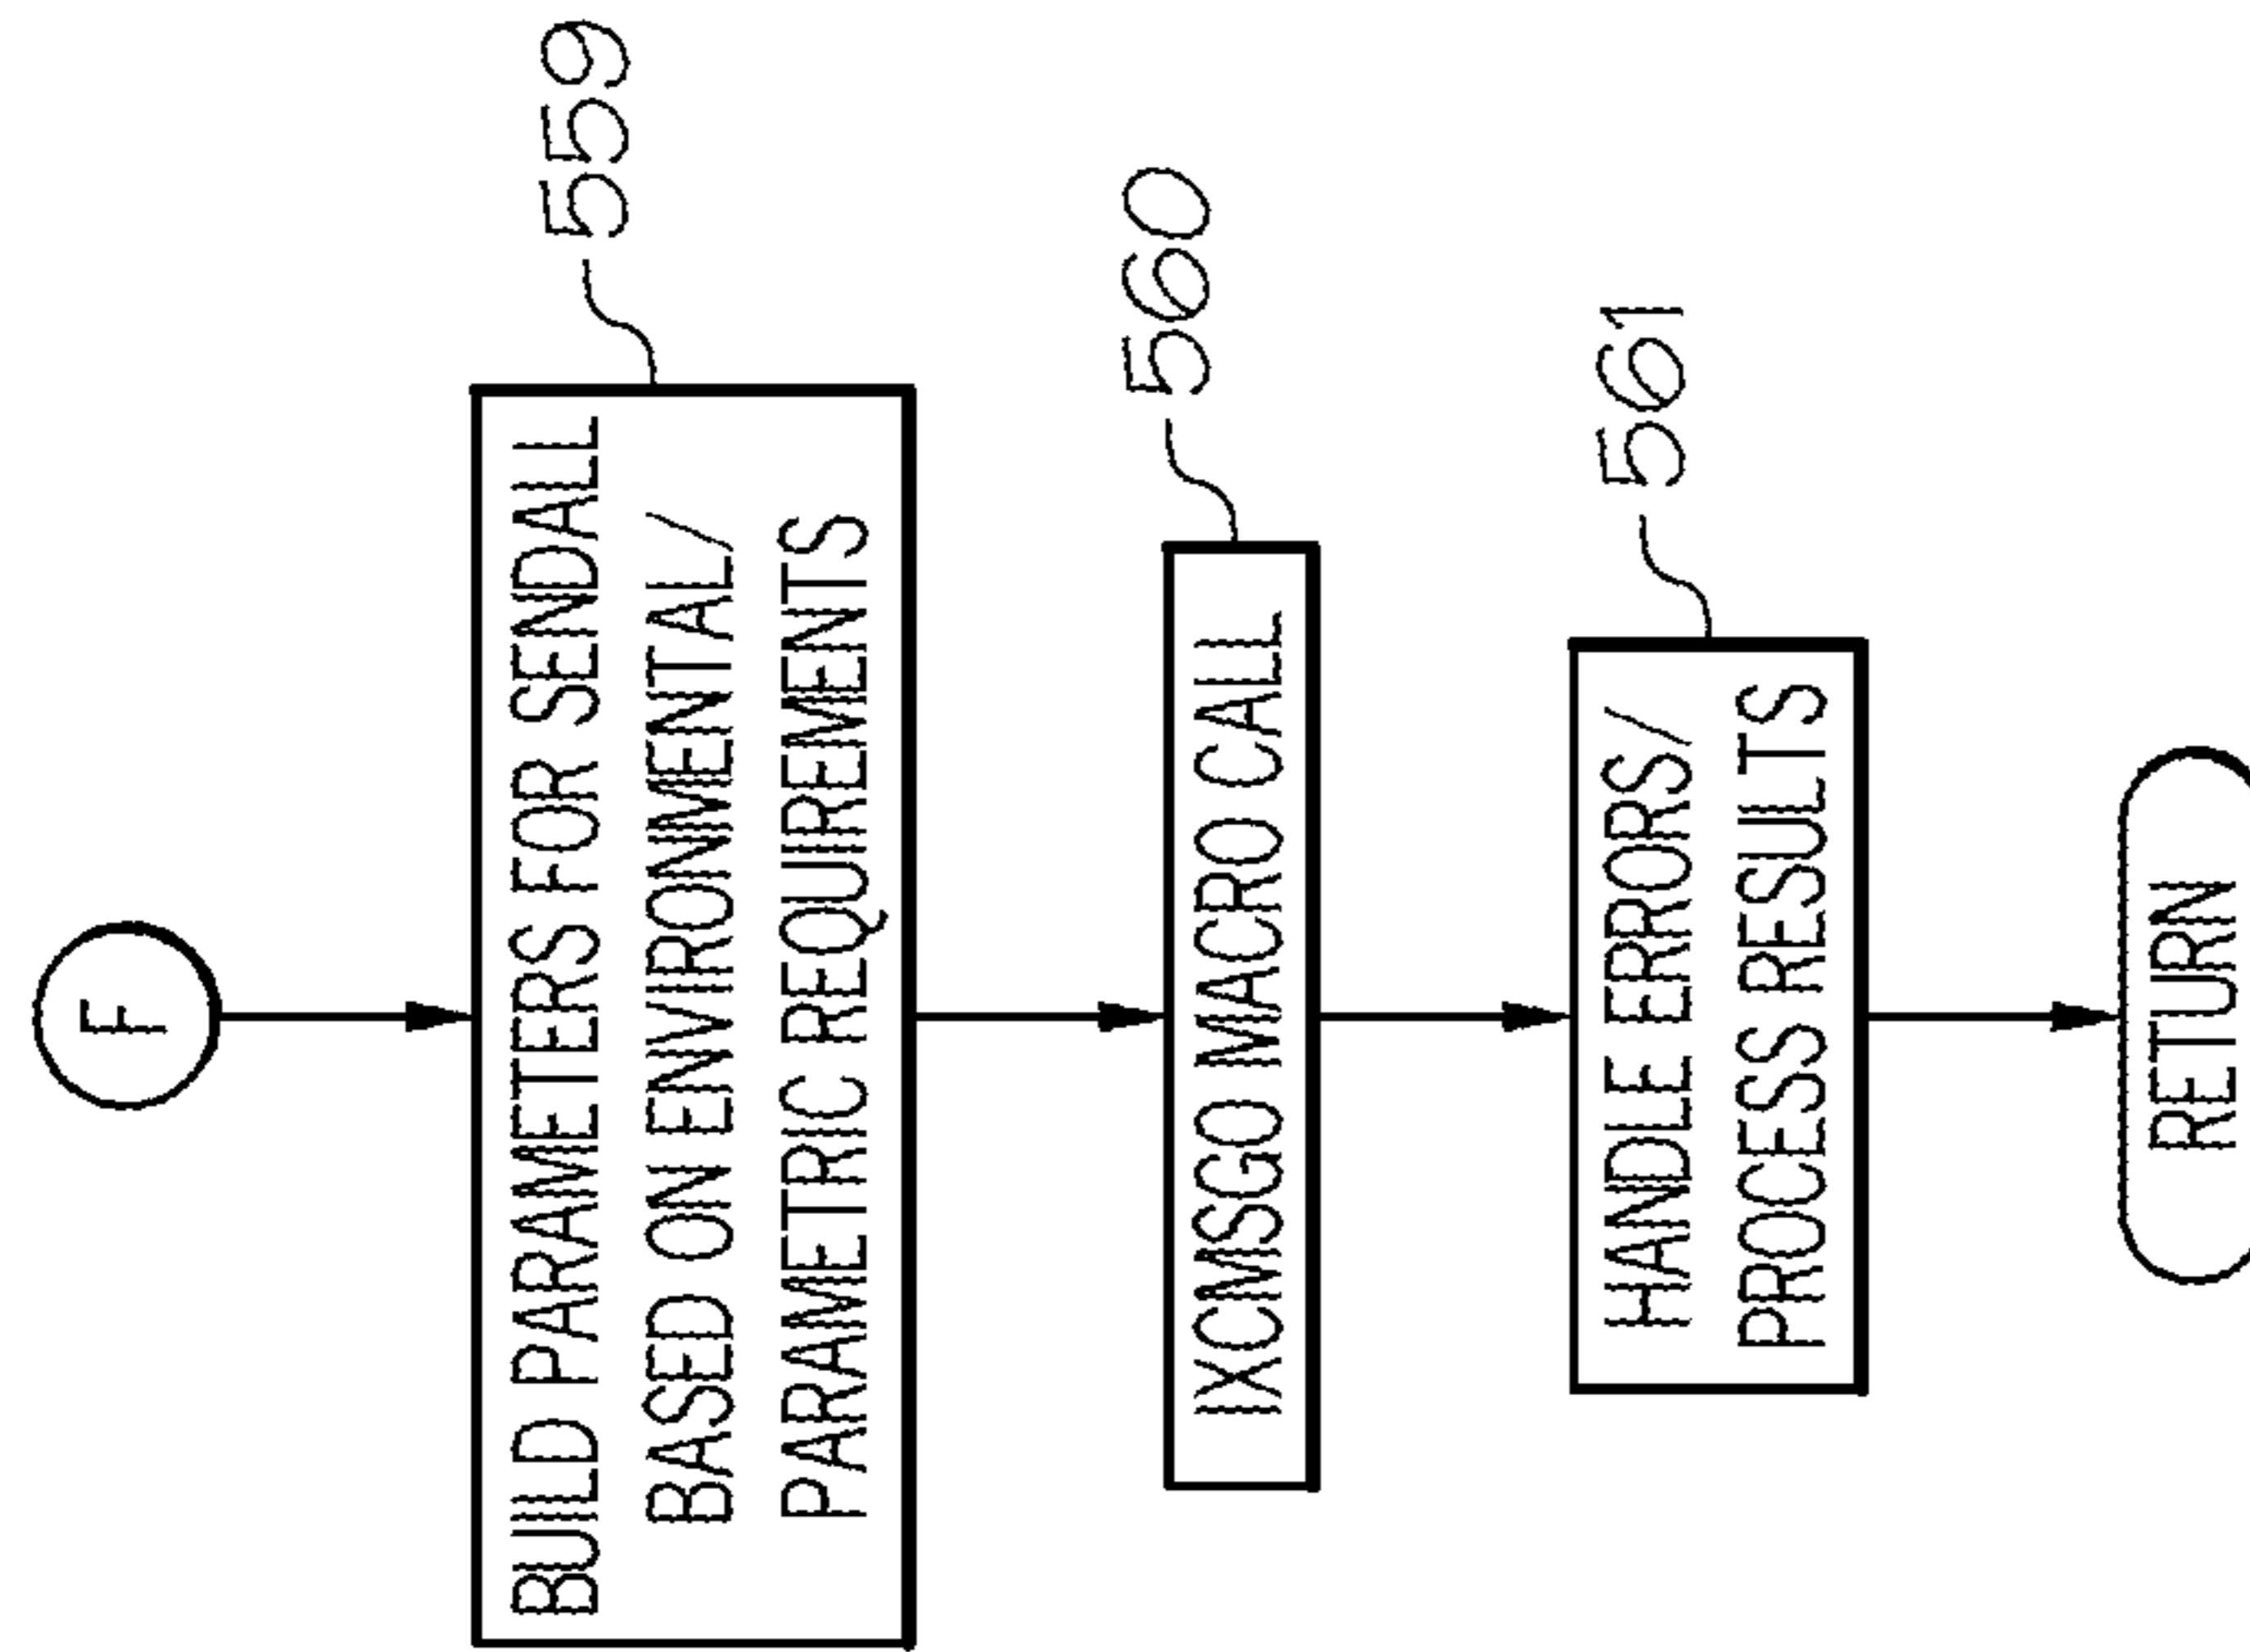 F
559
BUILD PARAMETERS FOR SENDALL
BASED ON ENVIRONMENTAL/
PARAMETRIC REQUIREMENTS
560
IXCMSGO MACRO CALL
561
HANDLE ERRORS/
PROCESS RESULTS
RETURN